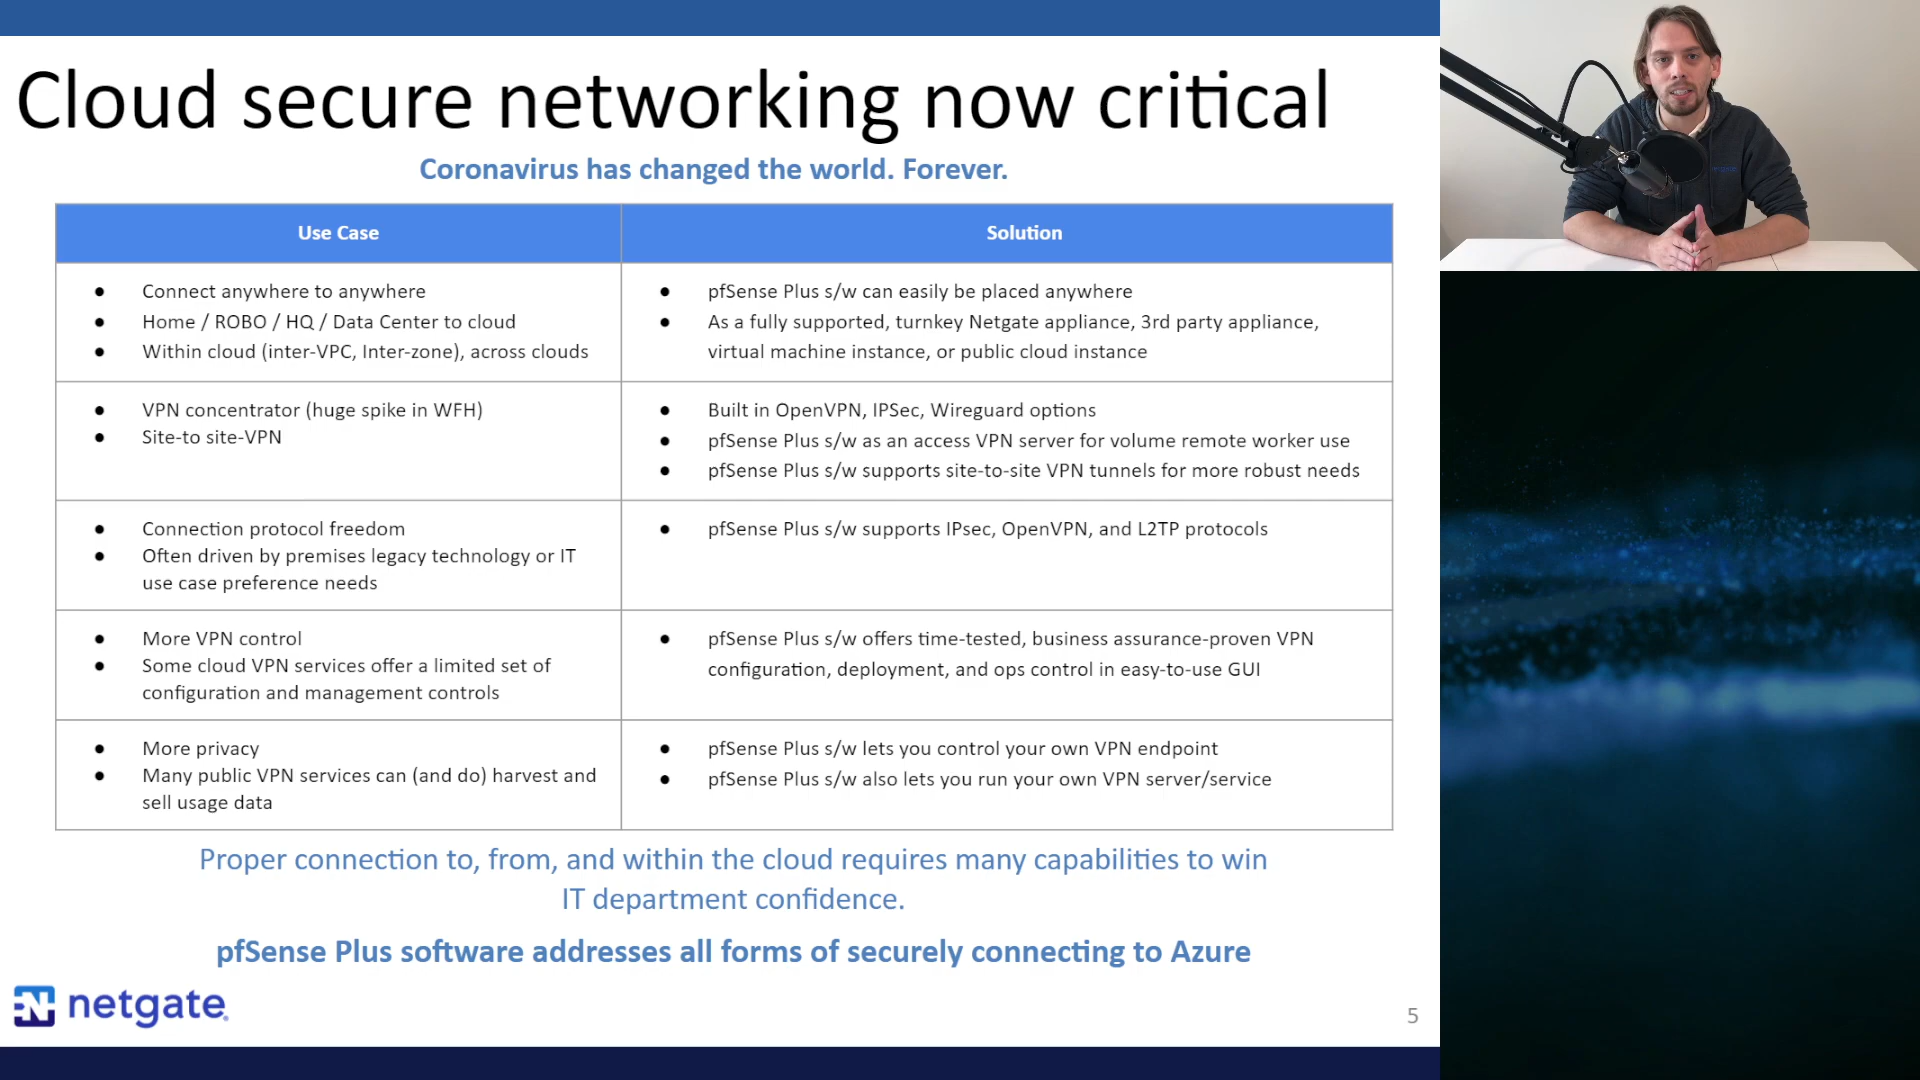 Cloud secure networking now critical
Coronavirus has changed the world. Forever.
Use Case
Solution
● Connect anywhere to anywhere
● Home / ROBO / HQ / Data Center to cloud
● Within cloud (inter-VPC, Inter-zone), across clouds
● pfSense Plus s/w can easily be placed anywhere
● As a fully supported, turnkey Netgate appliance, 3rd party appliance,
virtual machine instance, or public cloud instance
● VPN concentrator (huge spike in WFH)
● Site-to site-VPN
● Built in OpenVPN, IPSec, Wireguard options
● pfSense Plus s/w as an access VPN server for volume remote worker use
● pfSense Plus s/w supports site-to-site VPN tunnels for more robust needs
● Connection protocol freedom
● Often driven by premises legacy technology or IT
use case preference needs
● pfSense Plus s/w supports IPsec, OpenVPN, and L2TP protocols
● More VPN control
● Some cloud VPN services offer a limited set of
configuration and management controls
● pfSense Plus s/w offers time-tested, business assurance-proven VPN
configuration, deployment, and ops control in easy-to-use GUI
● More privacy
● Many public VPN services can (and do) harvest and
sell usage data
● pfSense Plus s/w lets you control your own VPN endpoint
● pfSense Plus s/w also lets you run your own VPN server/service
Proper connection to, from, and within the cloud requires many capabilities to win
IT department confidence.
pfSense Plus software addresses all forms of securely connecting to Azure
N netgate®
5